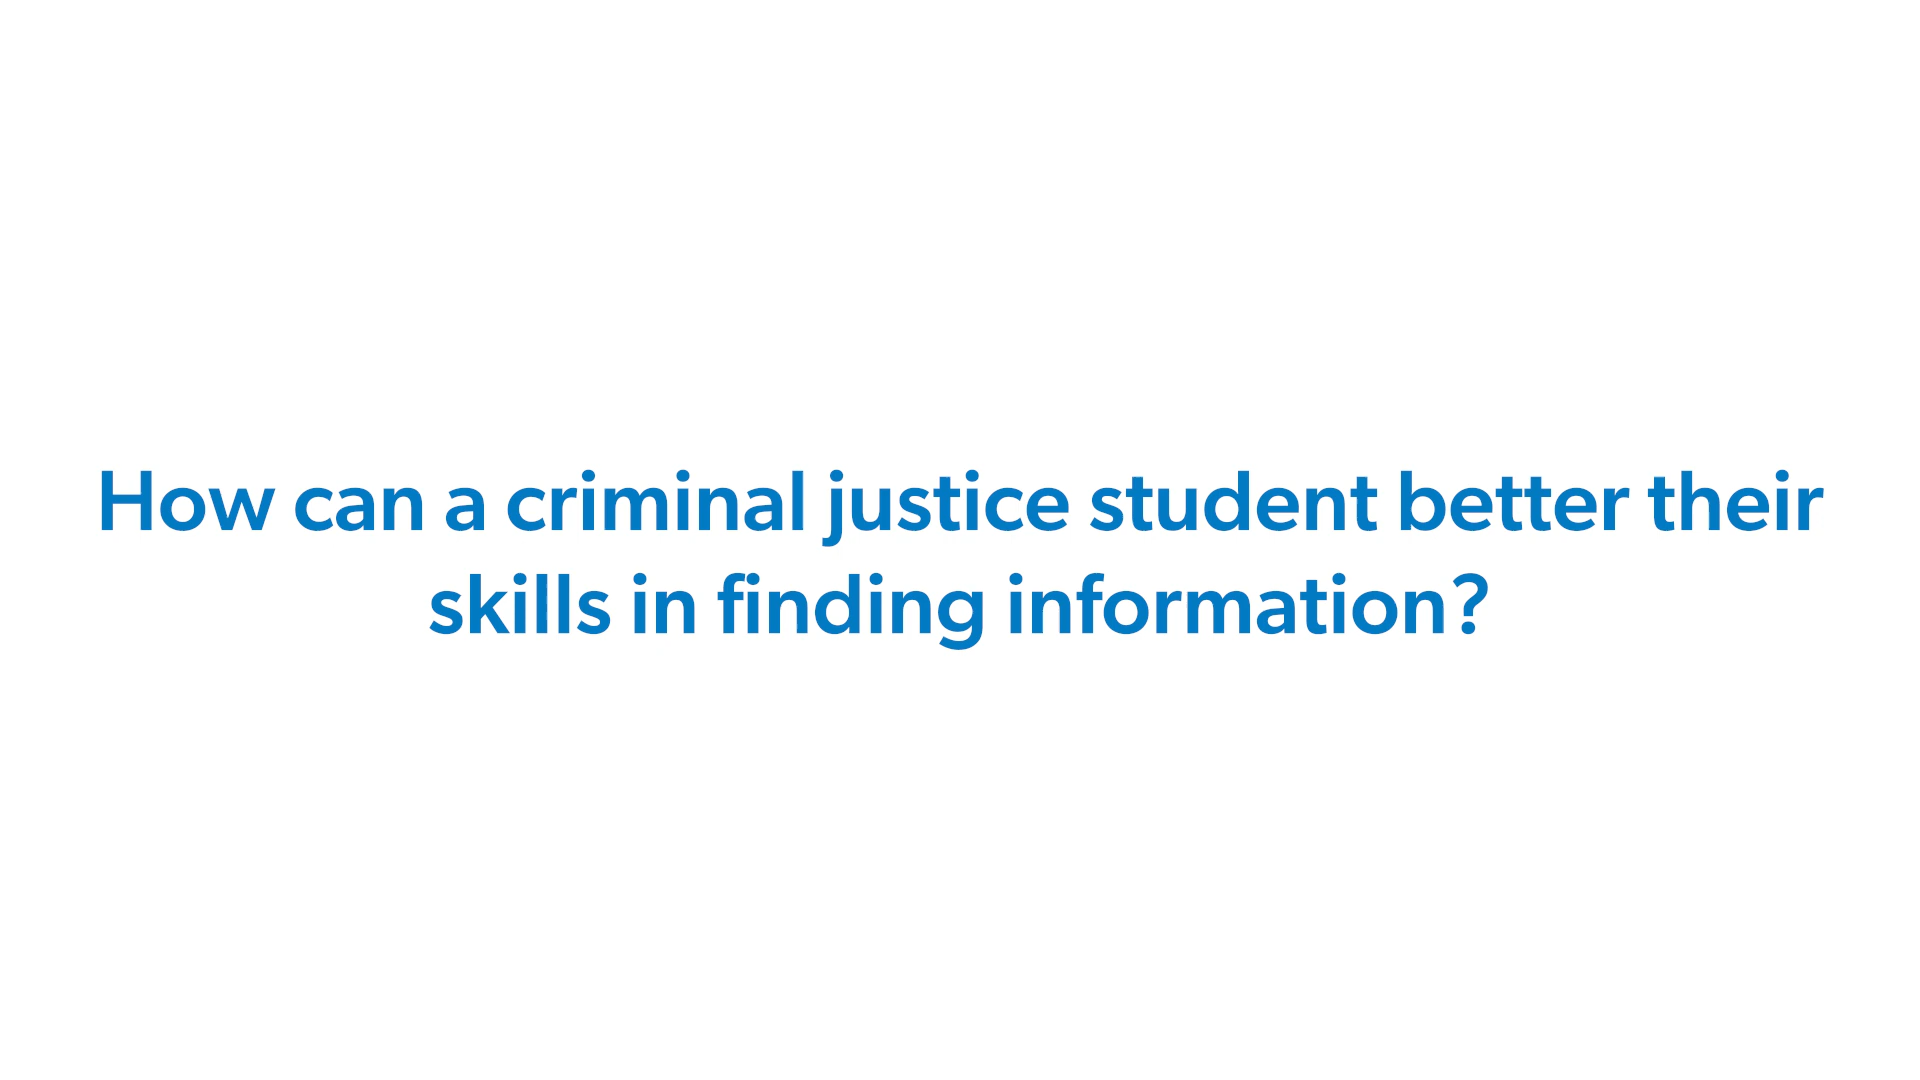 How can a criminal justice student better their
skills in finding information?